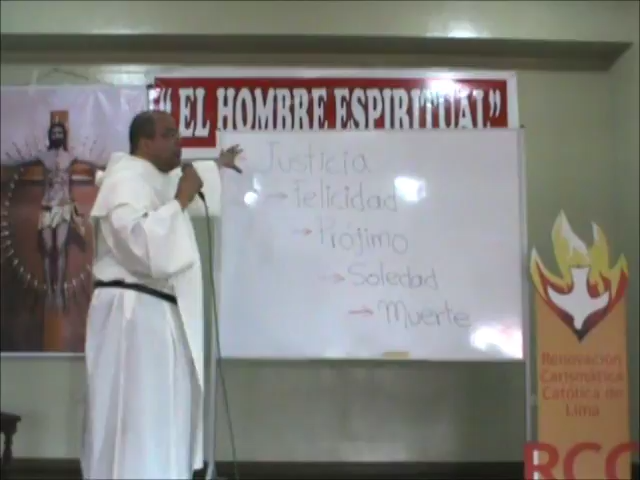 "EL HOMBRE ESPIRITUAL"
Justicia
→ Felicidad
→ Prójimo
→ Soledad
→ Muerte
Renovación
Carismática
Católica de
Lima
RCC